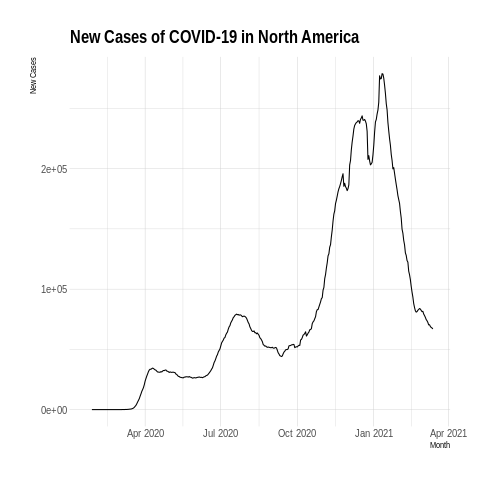 New Cases of COVID-19 in North America
New Cases
2e+05
1e+05
0e+00
Apr 2020 Jul 2020 Oct 2020 Jan 2021 Apr 2021
Month